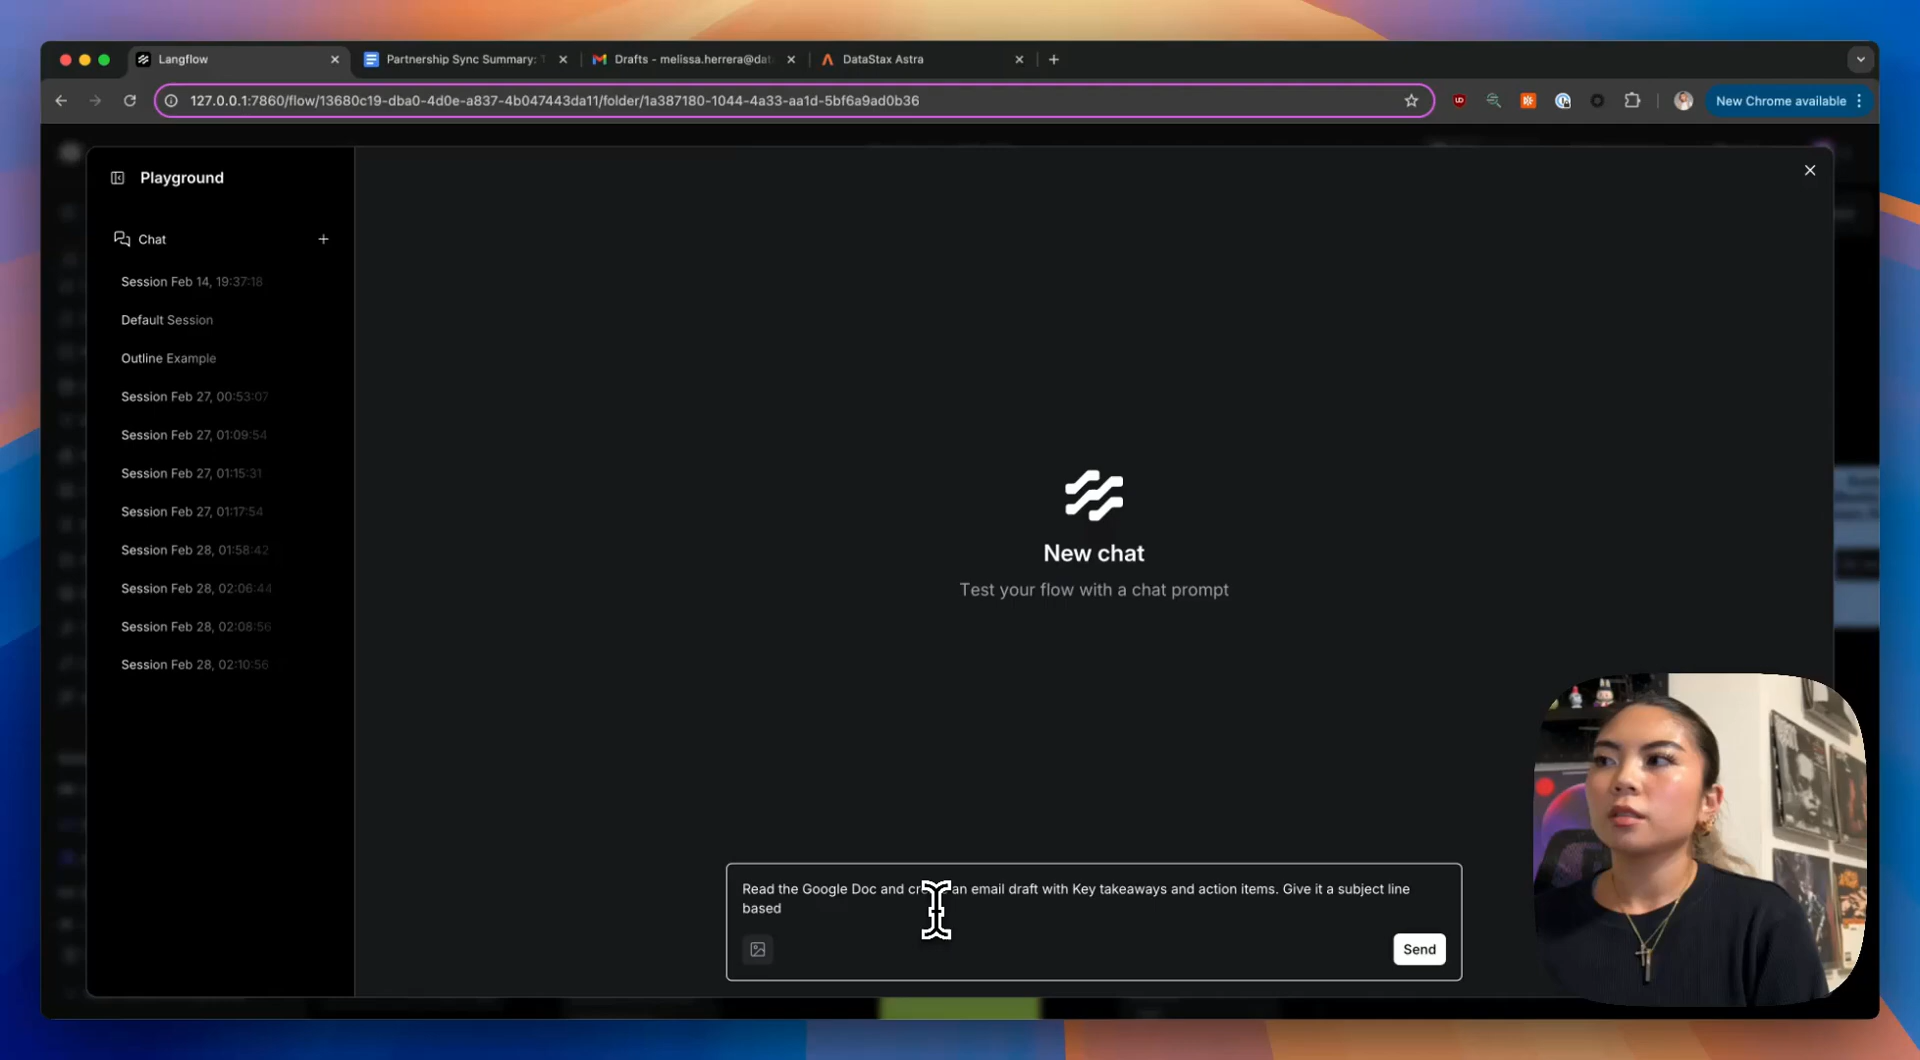 Langflow
Partnership Sync Summary:
Drafts - melissa.herrera@dat
DataStax Astra
127.0.0.1:7860/flow/13680c19-dba0-4d0e-a837-4b047443da11/folder/1a387180-1044-4a33-aa1d-5bf6a9ad0b36
New Chrome available
Playground
Chat
Session Feb 14, 19:37:18
Default Session
Outline Example
Session Feb 27, 00:53:07
Session Feb 27, 01:09:54
Session Feb 27, 01:15:31
Session Feb 27, 01:17:54
Session Feb 28, 01:58:42
Session Feb 28, 02:06:44
Session Feb 28, 02:08:56
Session Feb 28, 02:10:56
New chat
Test your flow with a chat prompt
Read the Google Doc and create an email draft with Key takeaways and action items. Give it a subject line
based
Send